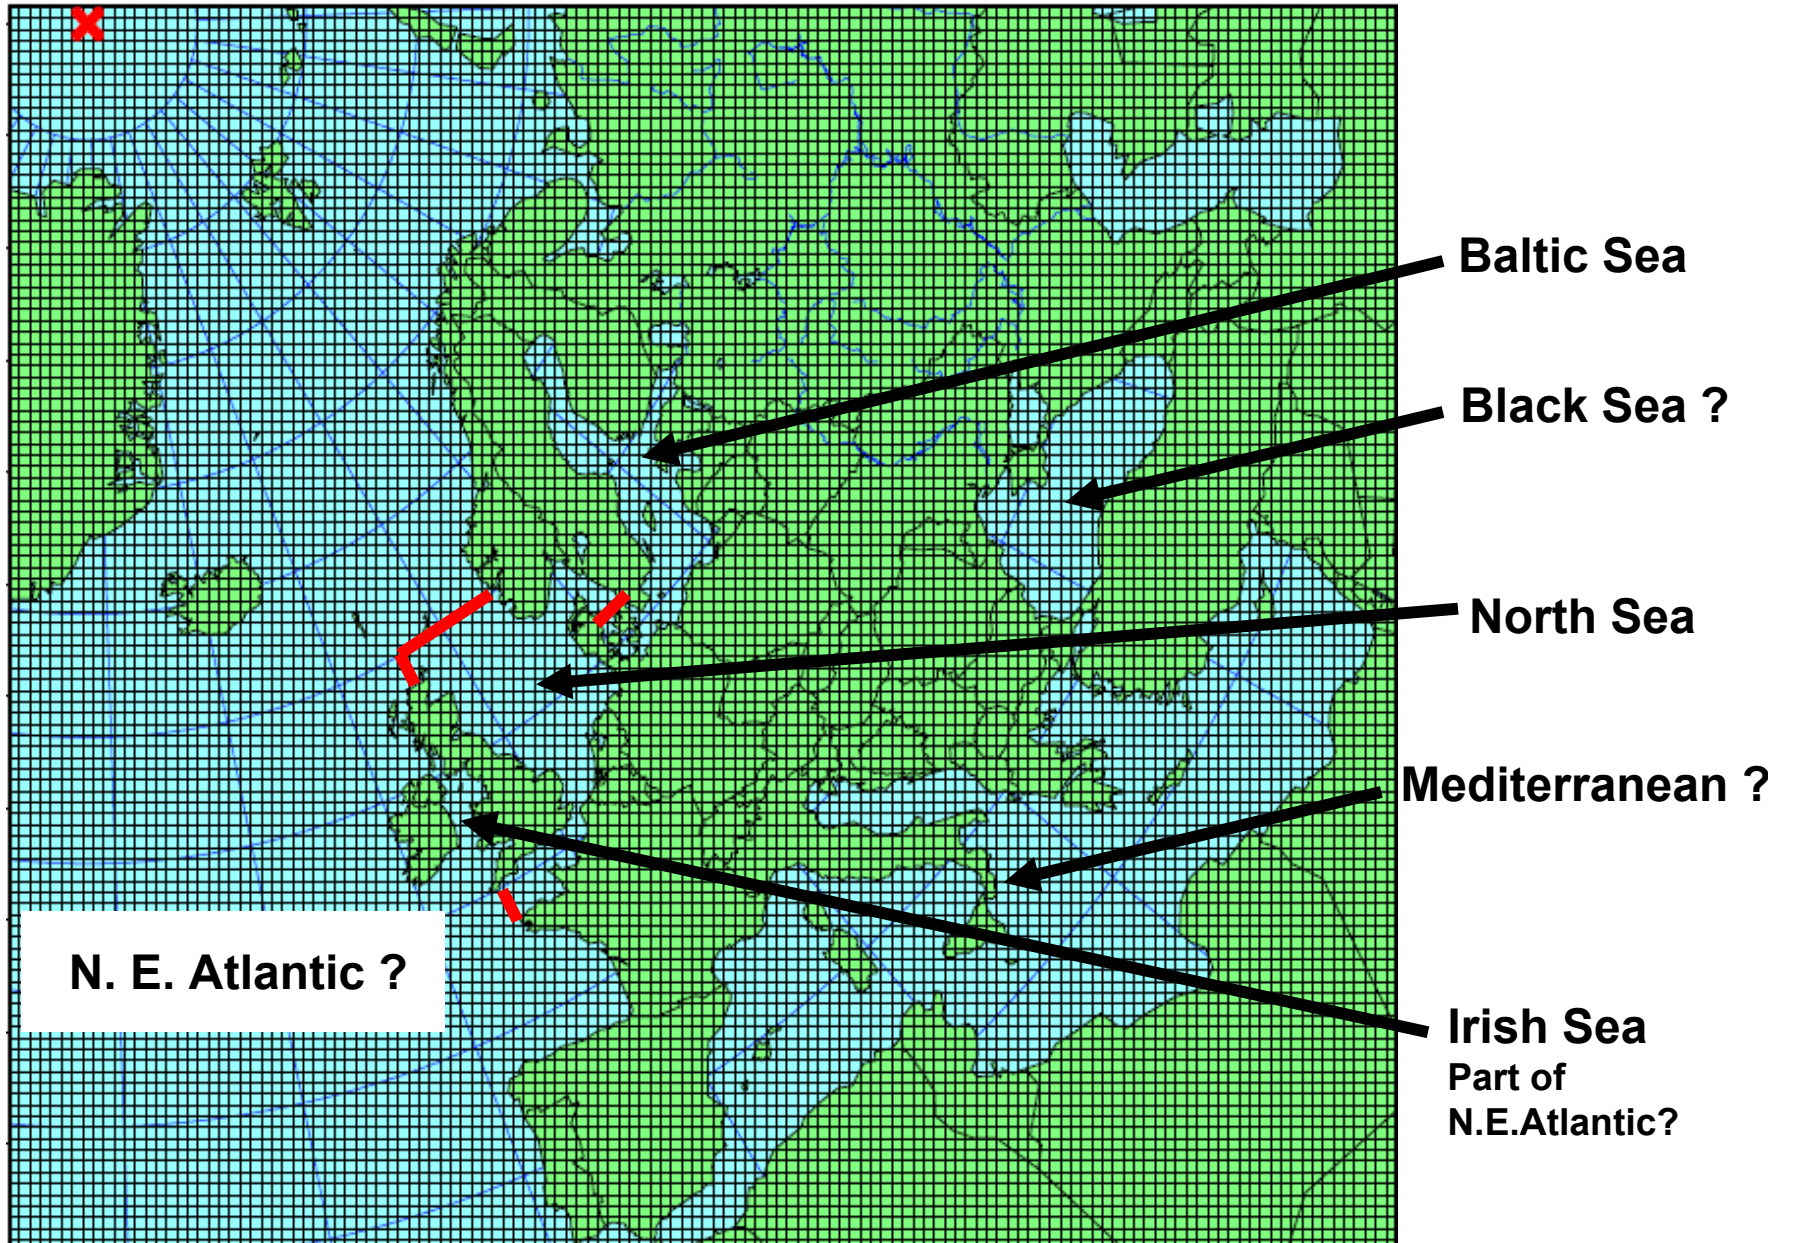 Baltic Sea
Black Sea ?
North Sea
Mediterranean ?
N. E. Atlantic ?
Irish Sea
Part of
N.E.Atlantic?